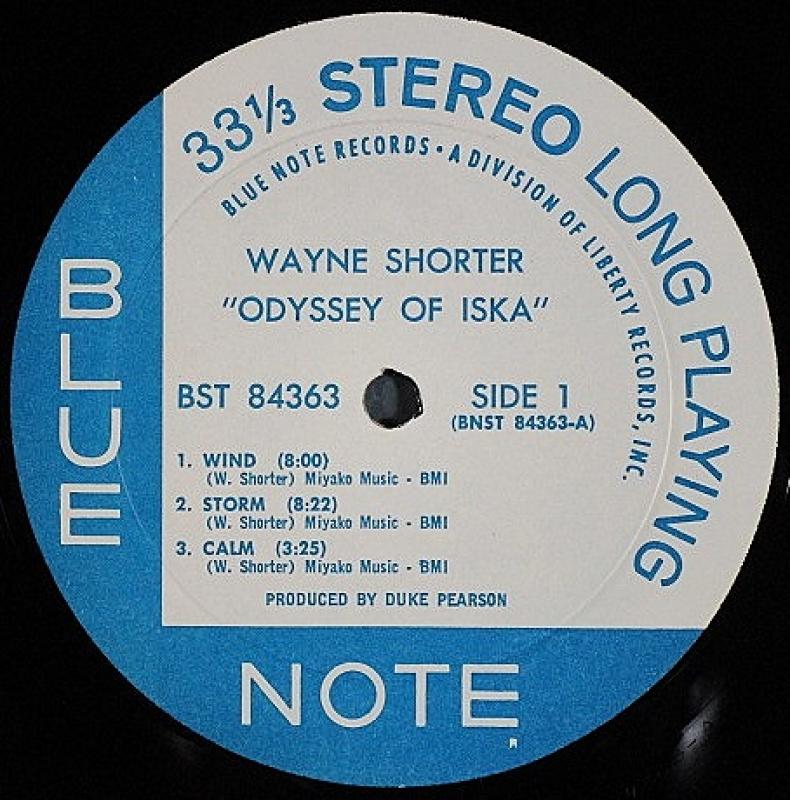 33⅓ STEREO LONG PLAYING
BLUE NOTE RECORDS • A DIVISION OF LIBERTY RECORDS, INC.
WAYNE SHORTER
"ODYSSEY OF ISKA"
BST 84363
SIDE 1
(BNST 84363-A)
1. WIND (8:00)
(W. Shorter) Miyako Music - BMI
2. STORM (8:22)
(W. Shorter) Miyako Music - BMI
3. CALM (3:25)
(W. Shorter) Miyako Music - BMI
PRODUCED BY DUKE PEARSON
BLUE
NOTE